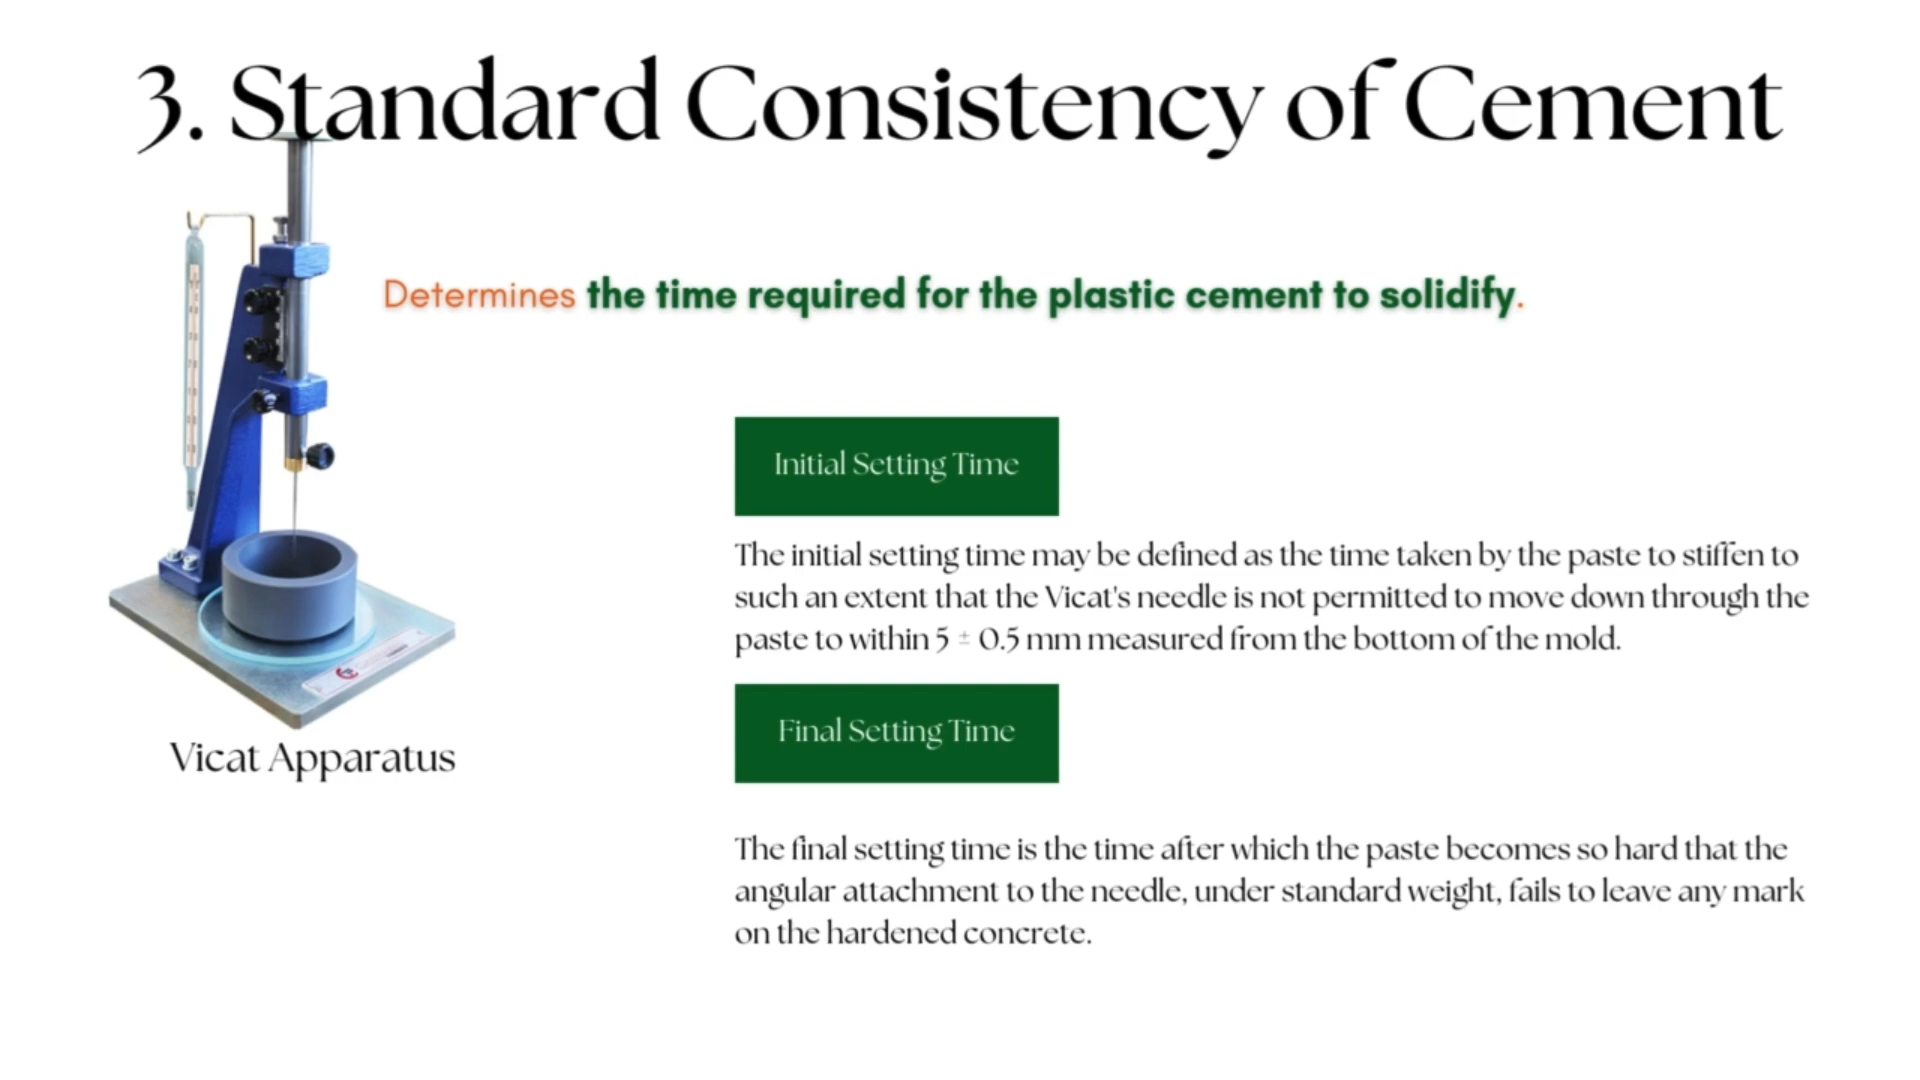 3. Standard Consistency of Cement
Determines the time required for the plastic cement to solidify.
Initial Setting Time
The initial setting time may be defined as the time taken by the paste to stiffen to
such an extent that the Vicat's needle is not permitted to move down through the
paste to within 5 ± 0.5 mm measured from the bottom of the mold.
Final Setting Time
Vicat Apparatus
The final setting time is the time after which the paste becomes so hard that the
angular attachment to the needle, under standard weight, fails to leave any mark
on the hardened concrete.